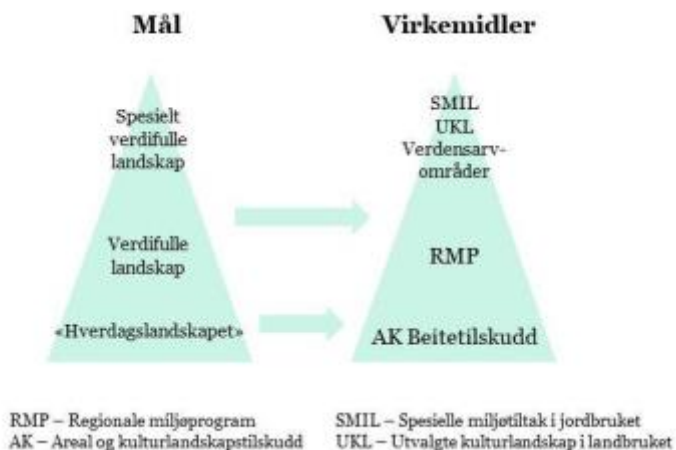 Mål
Spesielt
verdifulle
landskap
Verdifulle
landskap
«Hverdagslandskapet»
Virkemidler
SMIL
UKL
Verdensarv-
områder
RMP
AK Beitetilskudd
RMP – Regionale miljøprogram
AK – Areal og kulturlandskapstilskudd
SMIL – Spesielle miljøtiltak i jordbruket
UKL – Utvalgte kulturlandskap i landbruket